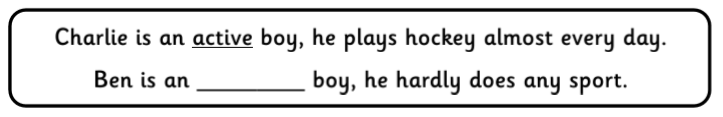 Charlie is an active boy, he plays hockey almost every day.
Ben is an _________ boy, he hardly does any sport.